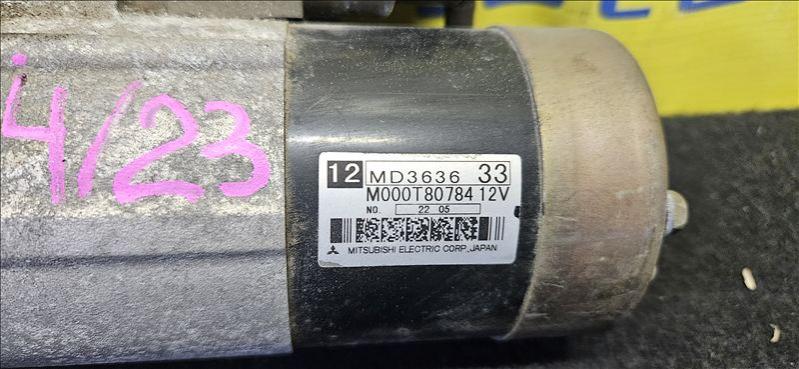 4/23
12 MD3636 33
M000T80784 12V
NO. 22 05
MITSUBISHI ELECTRIC CORP.,JAPAN